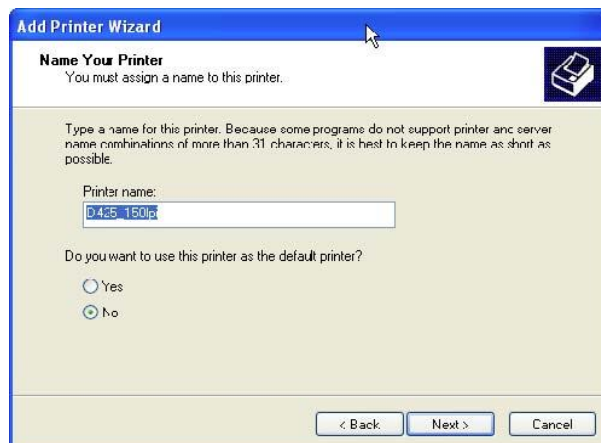 Add Printer Wizard
Name Your Printer
You must assign a name to this printer.
Type a name for this printer. Because some programs do not support printer and server
name combinations of more than 31 characters, it is best to keep the name as short as
possible.
Printer name:
D425_150lpi
Do you want to use this printer as the default printer?
Yes
No
< Back
Next >
Cancel